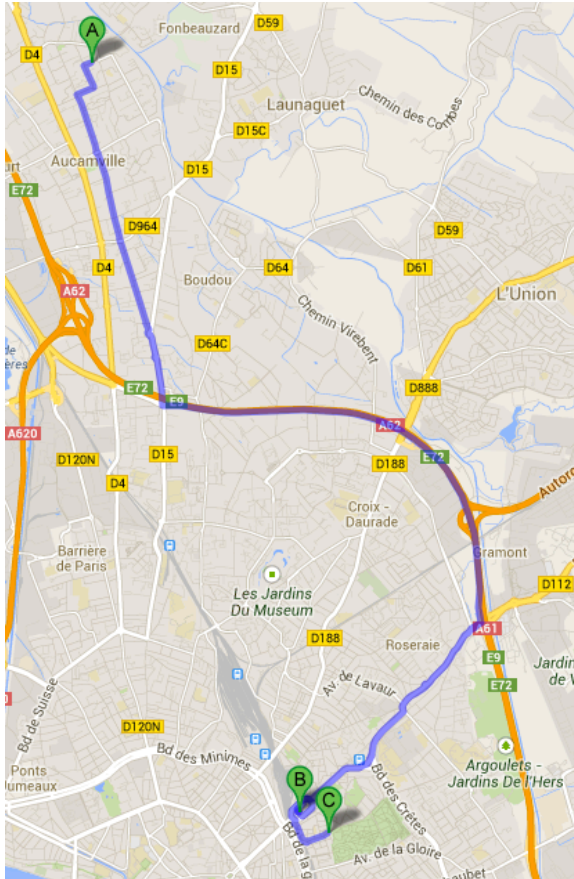 A
Fonbeauzard
D59
D4
D15
Launaguet
Chemin des Combes
D15C
Aucamville
D15
E72
D964
D59
D4
D64
D61
Boudou
A62
L'Union
Chemin Virebent
D64C
E72
D888
E9
A62
A620
D120N
D15
D188
E72
D4
Croix -
Daurade
Barrière
de Paris
Gramont
Les Jardins
Du Museum
D112
D188
A61
Roseraie
E9
E72
Av. de Lavaur
Bd de Suisse
D120N
Bd des Minimes
Argoulets -
Jardins De l'Hers
Ponts
Jumeaux
B
C
Bd des Crêtes
Bd de la g
Av. de la Gloire